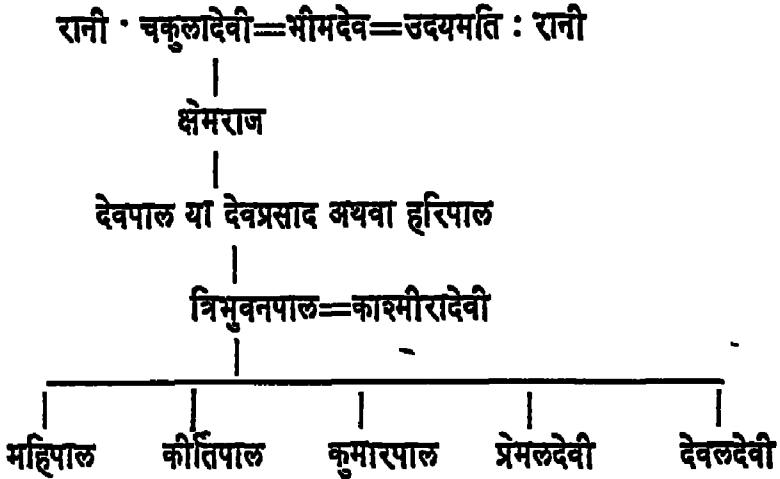 रानी · चकुलादेवी=भीमदेव=उदयमति : रानी
क्षेमराज
देवपाल या देवप्रसाद अथवा हरिपाल
त्रिभुवनपाल=काश्मीरादेवी
महिपाल कीर्तिपाल कुमारपाल प्रेमलदेवी देवलदेवी